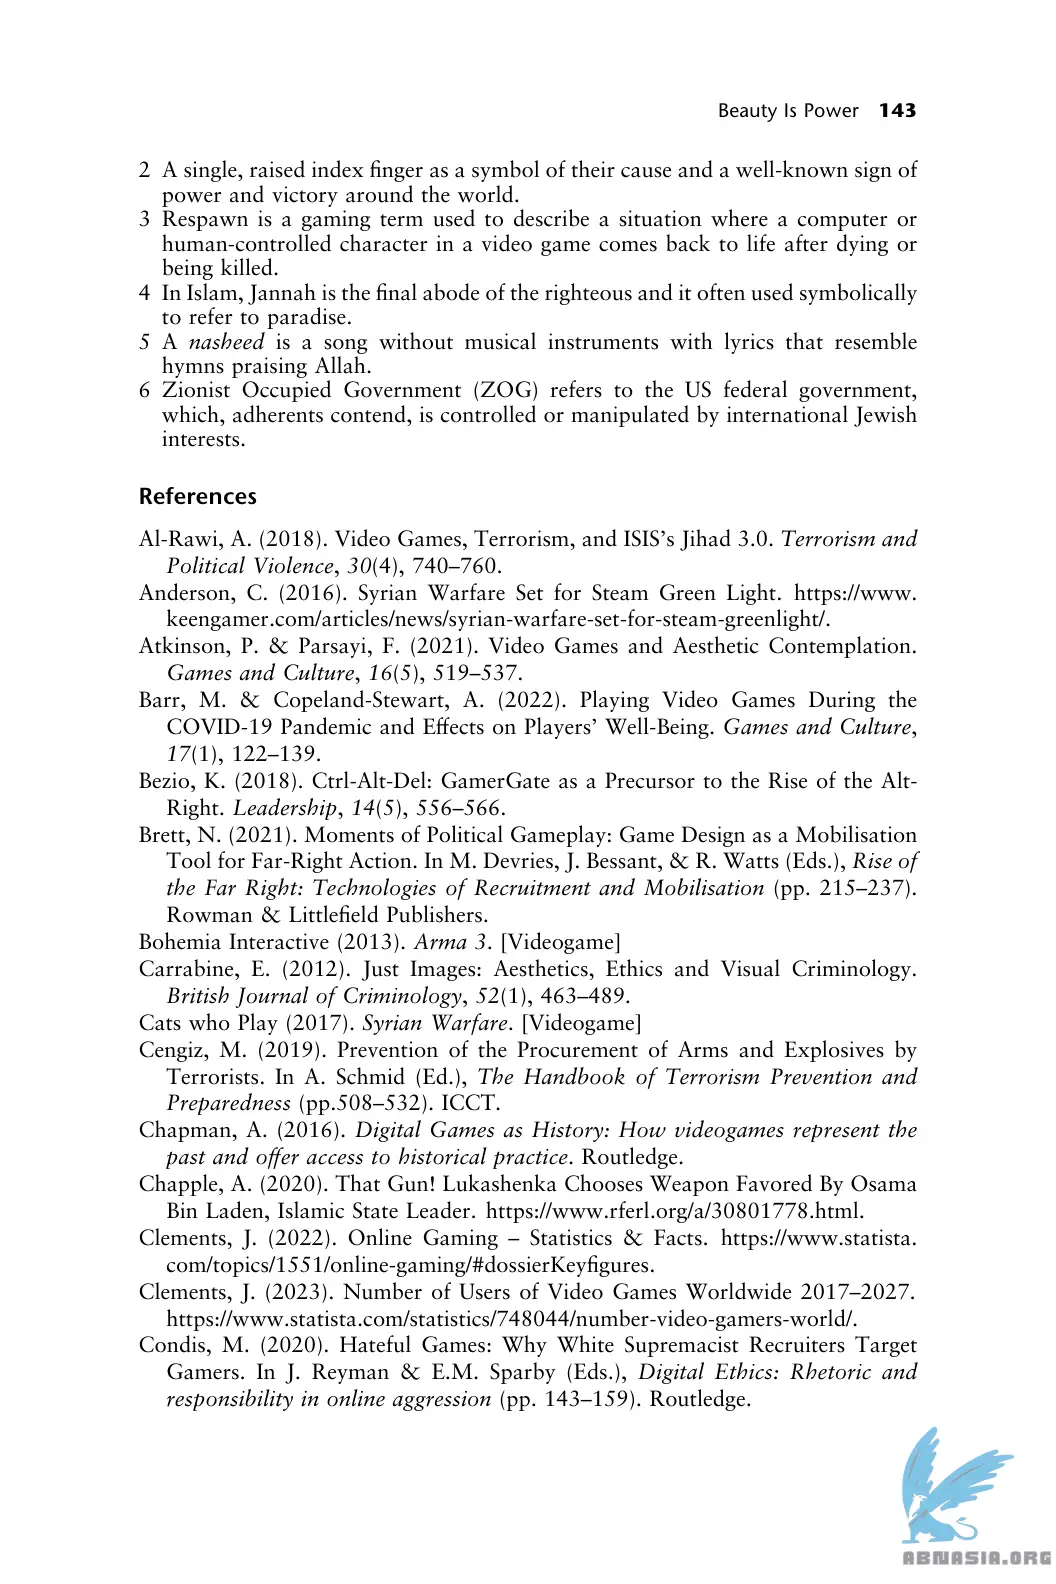 Beauty Is Power 143
2 A single, raised index finger as a symbol of their cause and a well-known sign of
power and victory around the world.
3 Respawn is a gaming term used to describe a situation where a computer or
human-controlled character in a video game comes back to life after dying or
being killed.
4 In Islam, Jannah is the final abode of the righteous and it often used symbolically
to refer to paradise.
5 A nasheed is a song without musical instruments with lyrics that resemble
hymns praising Allah.
6 Zionist Occupied Government (ZOG) refers to the US federal government,
which, adherents contend, is controlled or manipulated by international Jewish
interests.
References
Al-Rawi, A. (2018). Video Games, Terrorism, and ISIS’s Jihad 3.0. Terrorism and
Political Violence, 30(4), 740–760.
Anderson, C. (2016). Syrian Warfare Set for Steam Green Light. https://www.
keengamer.com/articles/news/syrian-warfare-set-for-steam-greenlight/.
Atkinson, P. & Parsayi, F. (2021). Video Games and Aesthetic Contemplation.
Games and Culture, 16(5), 519–537.
Barr, M. & Copeland-Stewart, A. (2022). Playing Video Games During the
COVID-19 Pandemic and Effects on Players’ Well-Being. Games and Culture,
17(1), 122–139.
Bezio, K. (2018). Ctrl-Alt-Del: GamerGate as a Precursor to the Rise of the Alt-
Right. Leadership, 14(5), 556–566.
Brett, N. (2021). Moments of Political Gameplay: Game Design as a Mobilisation
Tool for Far-Right Action. In M. Devries, J. Bessant, & R. Watts (Eds.), Rise of
the Far Right: Technologies of Recruitment and Mobilisation (pp. 215–237).
Rowman & Littlefield Publishers.
Bohemia Interactive (2013). Arma 3. [Videogame]
Carrabine, E. (2012). Just Images: Aesthetics, Ethics and Visual Criminology.
British Journal of Criminology, 52(1), 463–489.
Cats who Play (2017). Syrian Warfare. [Videogame]
Cengiz, M. (2019). Prevention of the Procurement of Arms and Explosives by
Terrorists. In A. Schmid (Ed.), The Handbook of Terrorism Prevention and
Preparedness (pp.508–532). ICCT.
Chapman, A. (2016). Digital Games as History: How videogames represent the
past and offer access to historical practice. Routledge.
Chapple, A. (2020). That Gun! Lukashenka Chooses Weapon Favored By Osama
Bin Laden, Islamic State Leader. https://www.rferl.org/a/30801778.html.
Clements, J. (2022). Online Gaming – Statistics & Facts. https://www.statista.
com/topics/1551/online-gaming/#dossierKeyfigures.
Clements, J. (2023). Number of Users of Video Games Worldwide 2017–2027.
https://www.statista.com/statistics/748044/number-video-gamers-world/.
Condis, M. (2020). Hateful Games: Why White Supremacist Recruiters Target
Gamers. In J. Reyman & E.M. Sparby (Eds.), Digital Ethics: Rhetoric and
responsibility in online aggression (pp. 143–159). Routledge.
ABNASIA.ORG